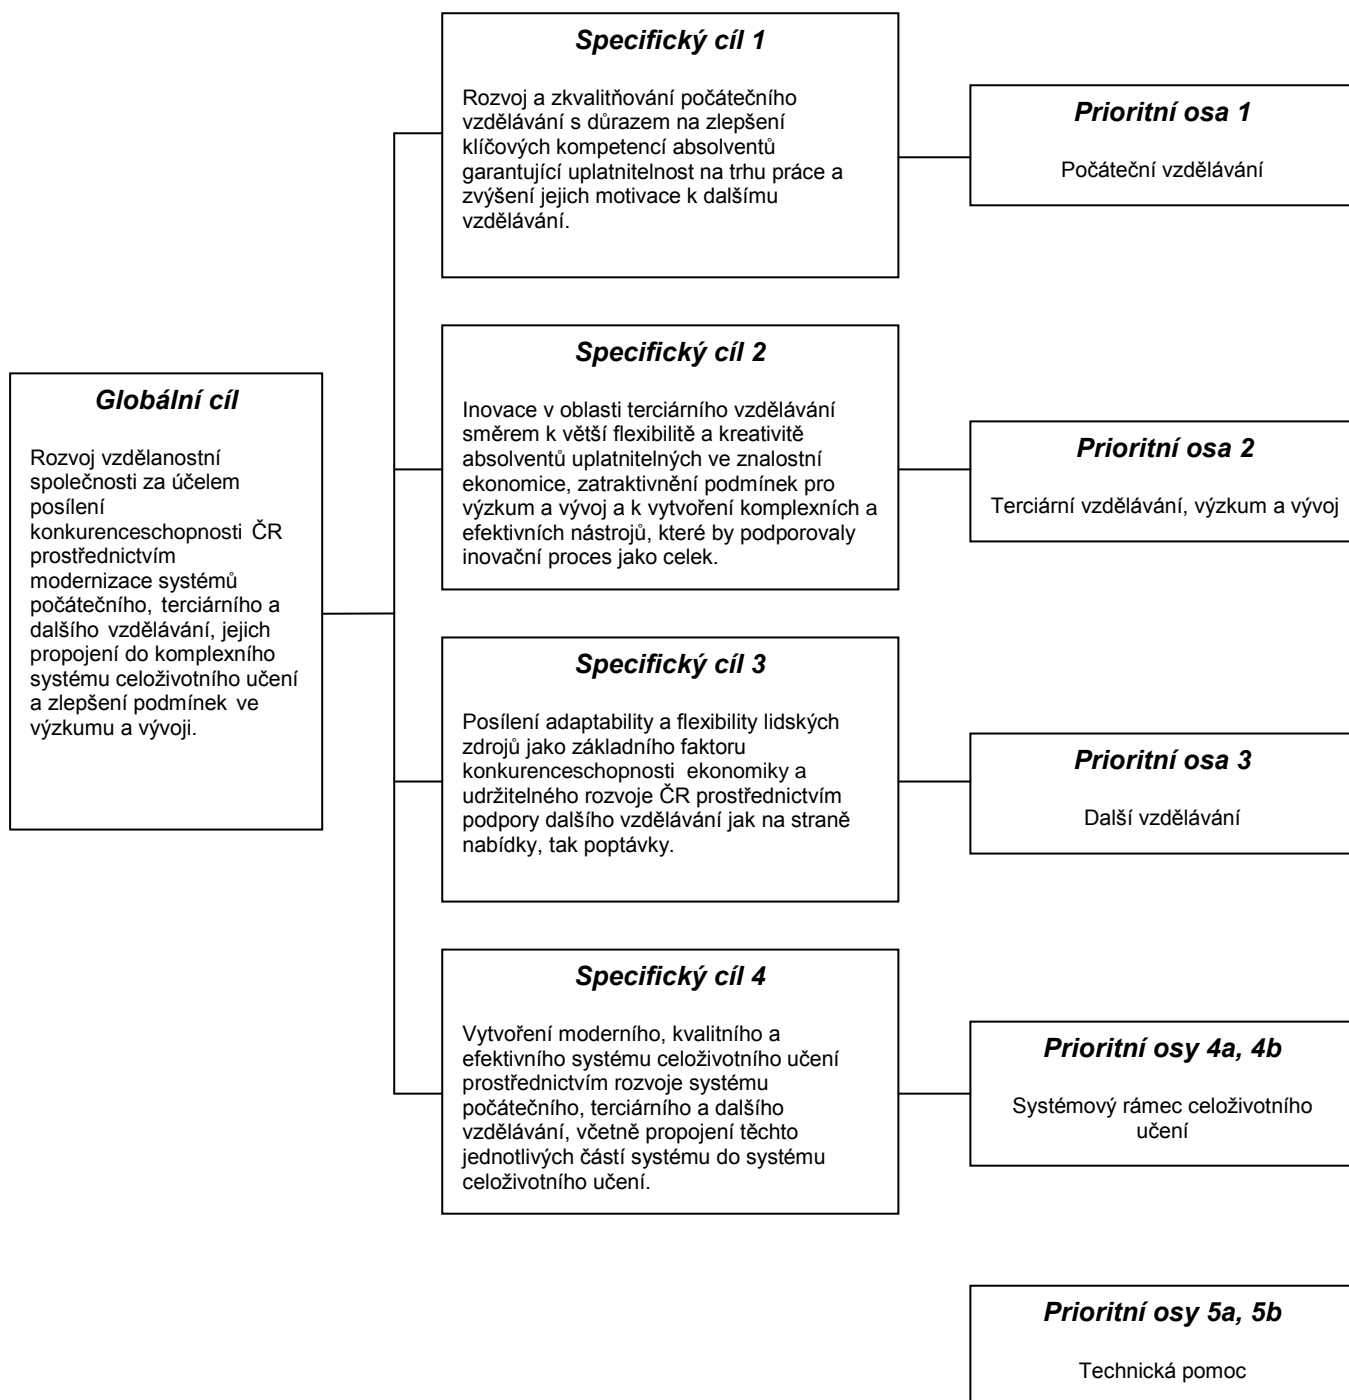 Globální cíl
Rozvoj vzdělanostní
společnosti za účelem
posílení
konkurenceschopnosti ČR
prostřednictvím
modernizace systémů
počátečního, terciárního a
dalšího vzdělávání, jejich
propojení do komplexního
systému celoživotního učení
a zlepšení podmínek ve
výzkumu a vývoji.
Specifický cíl 1
Rozvoj a zkvalitňování počátečního
vzdělávání s důrazem na zlepšení
klíčových kompetencí absolventů
garantující uplatnitelnost na trhu práce a
zvýšení jejich motivace k dalšímu
vzdělávání.
Prioritní osa 1
Počáteční vzdělávání
Specifický cíl 2
Inovace v oblasti terciárního vzdělávání
směrem k větší flexibilitě a kreativitě
absolventů uplatnitelných ve znalostní
ekonomice, zatraktivnění podmínek pro
výzkum a vývoj a k vytvoření komplexních a
efektivních nástrojů, které by podporovaly
inovační proces jako celek.
Prioritní osa 2
Terciární vzdělávání, výzkum a vývoj
Specifický cíl 3
Posílení adaptability a flexibility lidských
zdrojů jako základního faktoru
konkurenceschopnosti ekonomiky a
udržitelného rozvoje ČR prostřednictvím
podpory dalšího vzdělávání jak na straně
nabídky, tak poptávky.
Prioritní osa 3
Další vzdělávání
Specifický cíl 4
Vytvoření moderního, kvalitního a
efektivního systému celoživotního učení
prostřednictvím rozvoje systému
počátečního, terciárního a dalšího
vzdělávání, včetně propojení těchto
jednotlivých částí systému do systému
celoživotního učení.
Prioritní osy 4a, 4b
Systémový rámec celoživotního
učení
Prioritní osy 5a, 5b
Technická pomoc